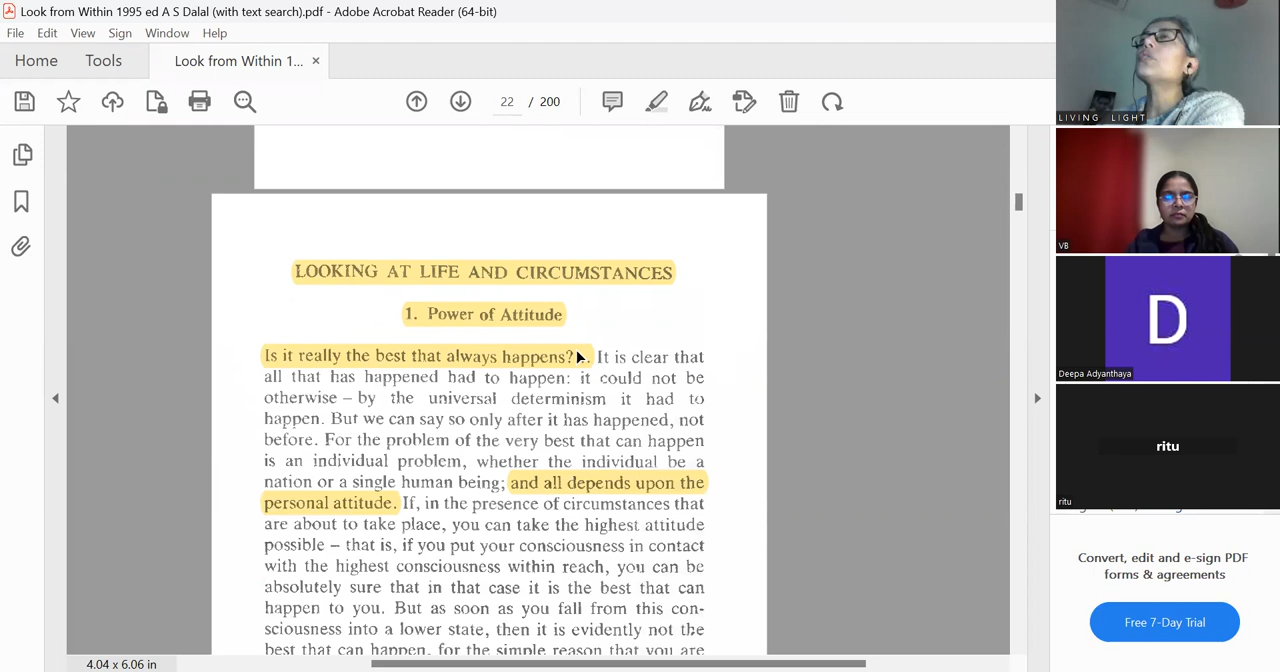 Look from Within 1995 ed A S Dalal (with text search).pdf - Adobe Acrobat Reader (64-bit)
File Edit View Sign Window Help
Home Tools Look from Within 1... ×
22 / 200
LOOKING AT LIFE AND CIRCUMSTANCES
1. Power of Attitude
Is it really the best that always happens?... It is clear that
all that has happened had to happen: it could not be
otherwise – by the universal determinism it had to
happen. But we can say so only after it has happened, not
before. For the problem of the very best that can happen
is an individual problem, whether the individual be a
nation or a single human being; and all depends upon the
personal attitude. If, in the presence of circumstances that
are about to take place, you can take the highest attitude
possible – that is, if you put your consciousness in contact
with the highest consciousness within reach, you can be
absolutely sure that in that case it is the best that can
happen to you. But as soon as you fall from this con-
sciousness into a lower state, then it is evidently not the
best that can happen, for the simple reason that you are
4.04 x 6.06 in
LIVING LIGHT
VB
D
Deepa Adyanthaya
ritu
ritu
Convert, edit and e-sign PDF
forms & agreements
Free 7-Day Trial